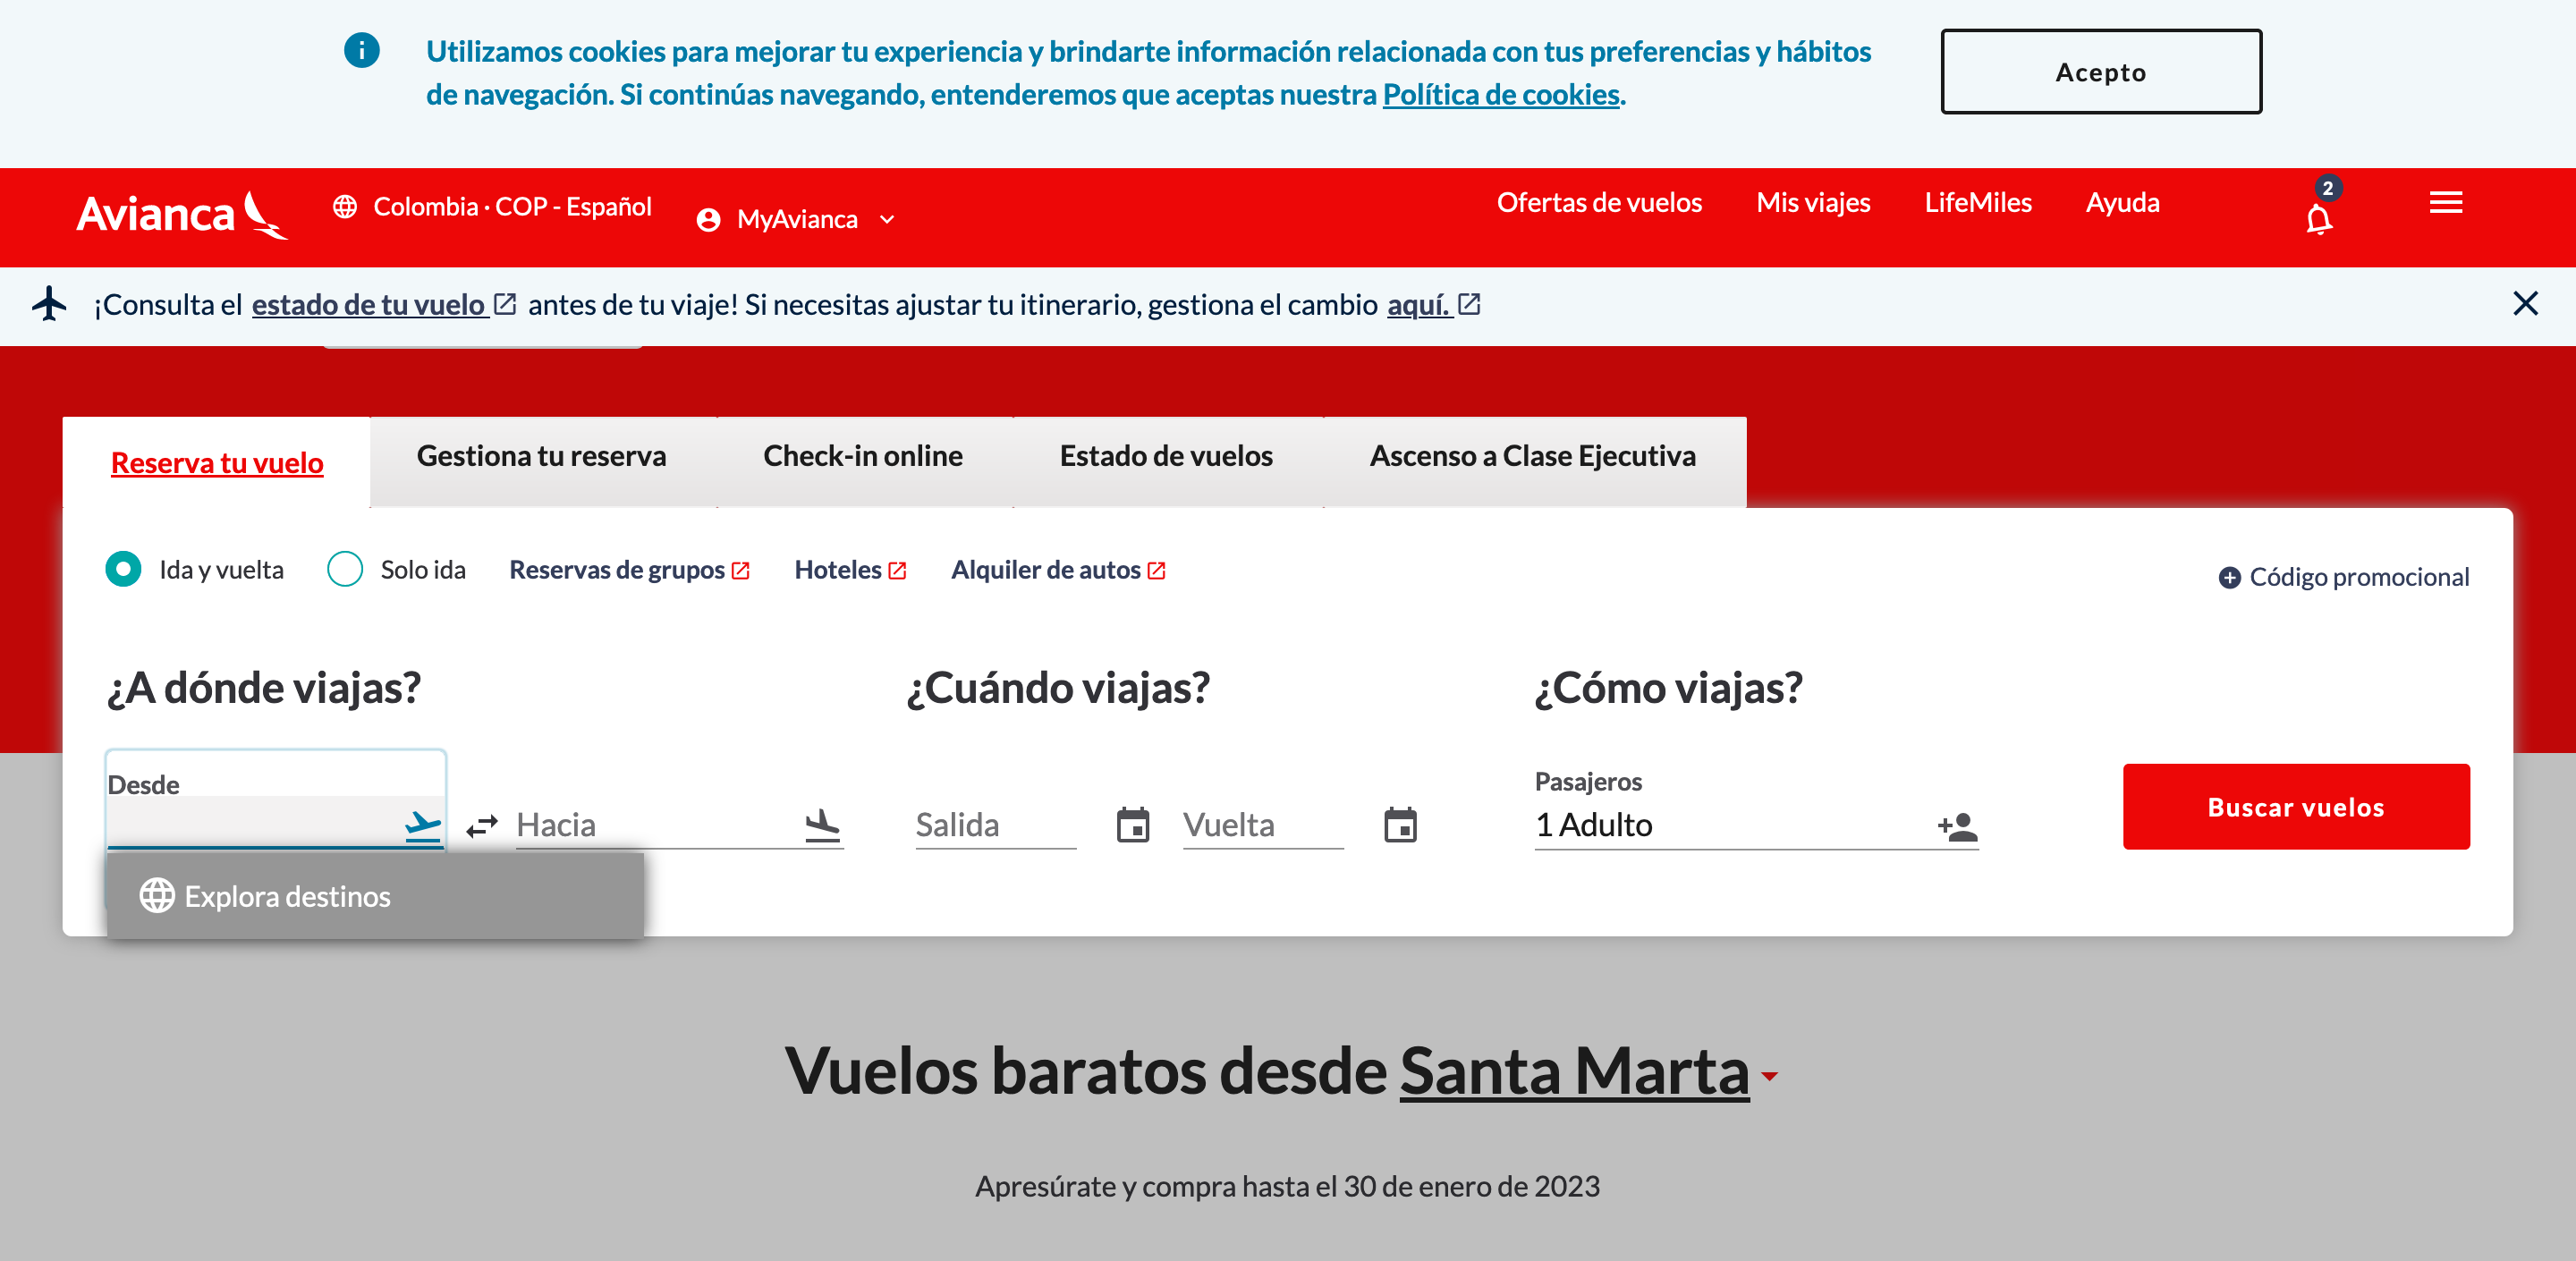 Utilizamos cookies para mejorar tu experiencia y brindarte información relacionada con tus preferencias y hábitos
de navegación. Si continúas navegando, entenderemos que aceptas nuestra Política de cookies.
Acepto
Avianca
Colombia · COP - Español
MyAvianca
Ofertas de vuelos
Mis viajes
LifeMiles
Ayuda
2
¡Consulta el estado de tu vuelo antes de tu viaje! Si necesitas ajustar tu itinerario, gestiona el cambio aquí.
Reserva tu vuelo
Gestiona tu reserva
Check-in online
Estado de vuelos
Ascenso a Clase Ejecutiva
Ida y vuelta
Solo ida
Reservas de grupos
Hoteles
Alquiler de autos
Código promocional
¿A dónde viajas?
¿Cuándo viajas?
¿Cómo viajas?
Desde
Hacia
Salida
Vuelta
Pasajeros
1 Adulto
Buscar vuelos
Explora destinos
Vuelos baratos desde Santa Marta
Apresúrate y compra hasta el 30 de enero de 2023